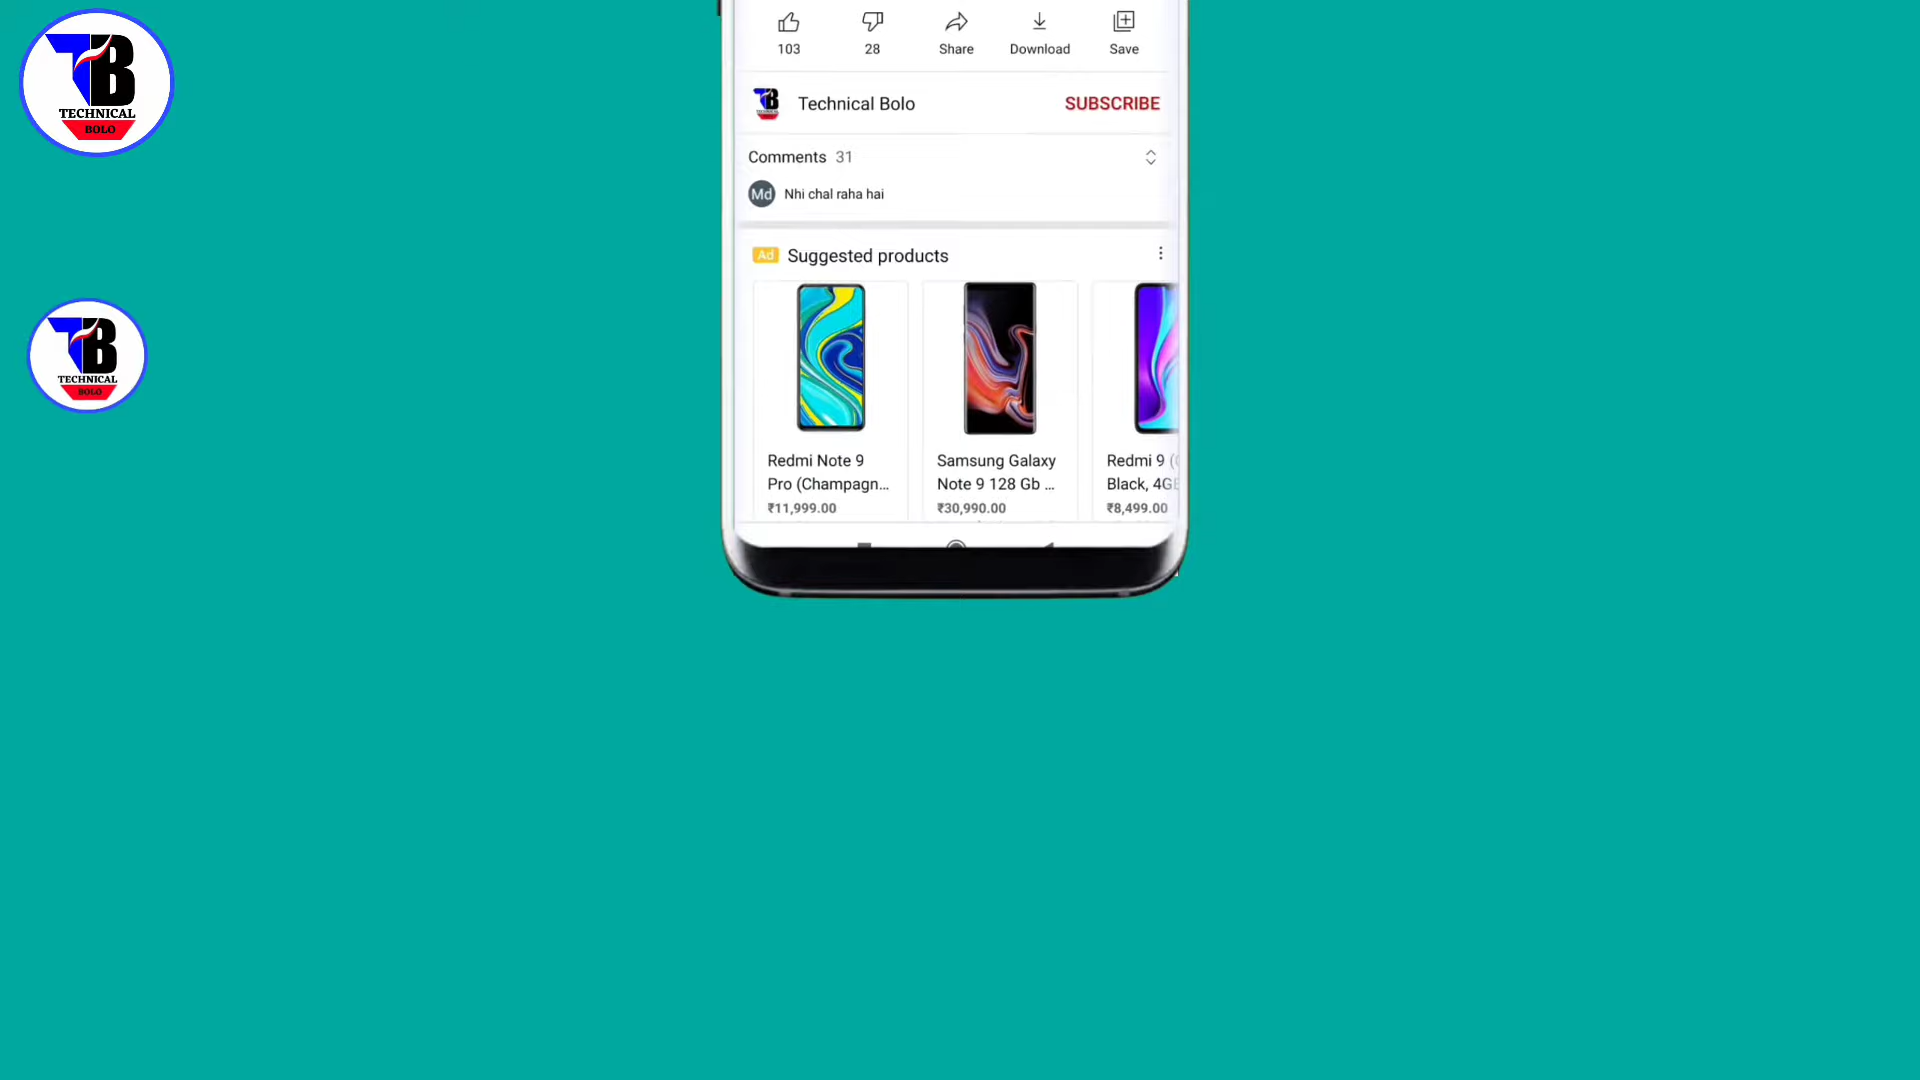 TB
TECHNICAL
BOLO
TB
TECHNICAL
BOLO
103
28
Share
Download
Save
Technical Bolo
SUBSCRIBE
Comments 31
Md Nhi chal raha hai
Ad Suggested products
Redmi Note 9
Pro (Champagn...
₹11,999.00
Samsung Galaxy
Note 9 128 Gb ...
₹30,990.00
Redmi 9 (
Black, 4G
₹8,499.00